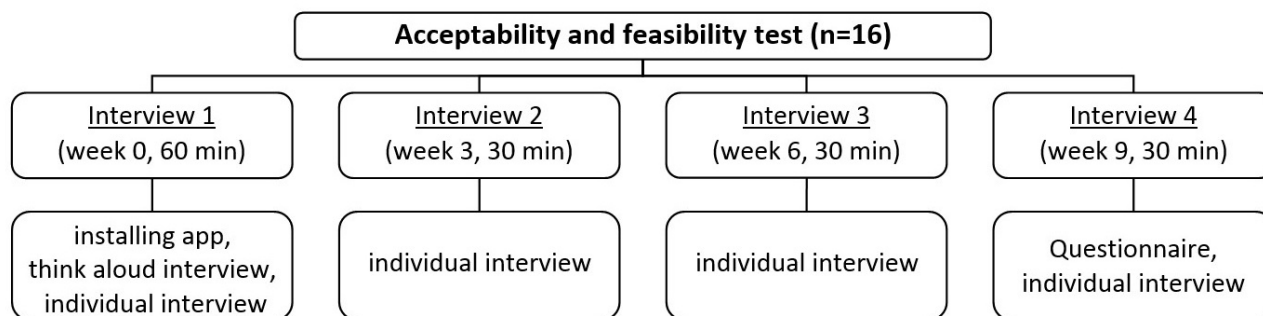 Acceptability and feasibility test (n=16)
Interview 1
(week 0, 60 min)
Interview 2
(week 3, 30 min)
Interview 3
(week 6, 30 min)
Interview 4
(week 9, 30 min)
installing app,
think aloud interview,
individual interview
individual interview
individual interview
Questionnaire,
individual interview